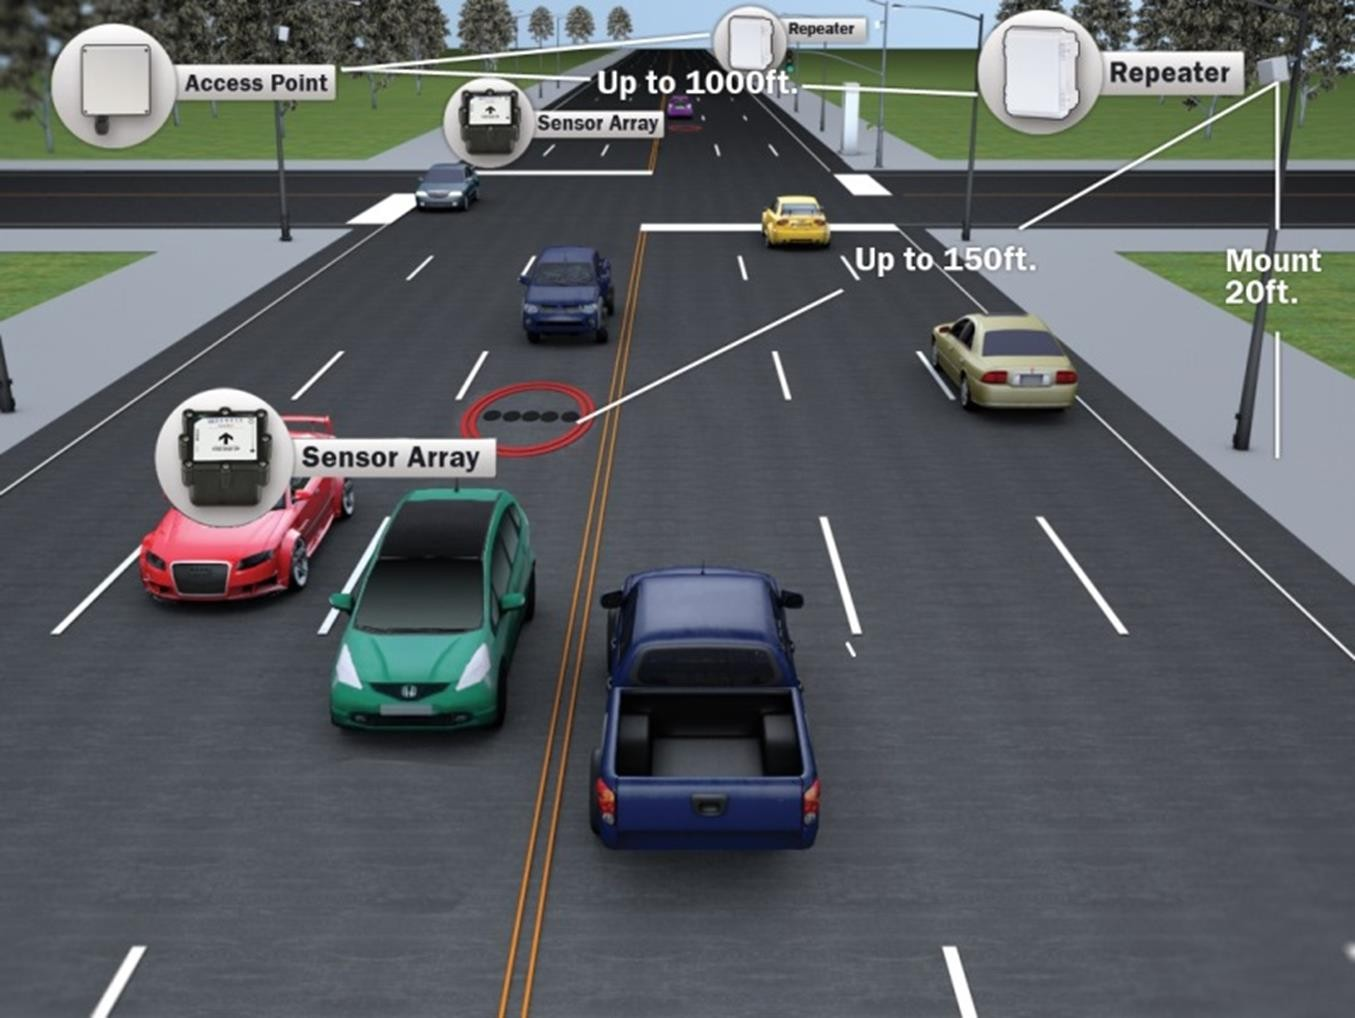 Access Point
Repeater
Repeater
Up to 1000ft.
Sensor Array
Up to 150ft.
Mount
20ft.
Sensor Array